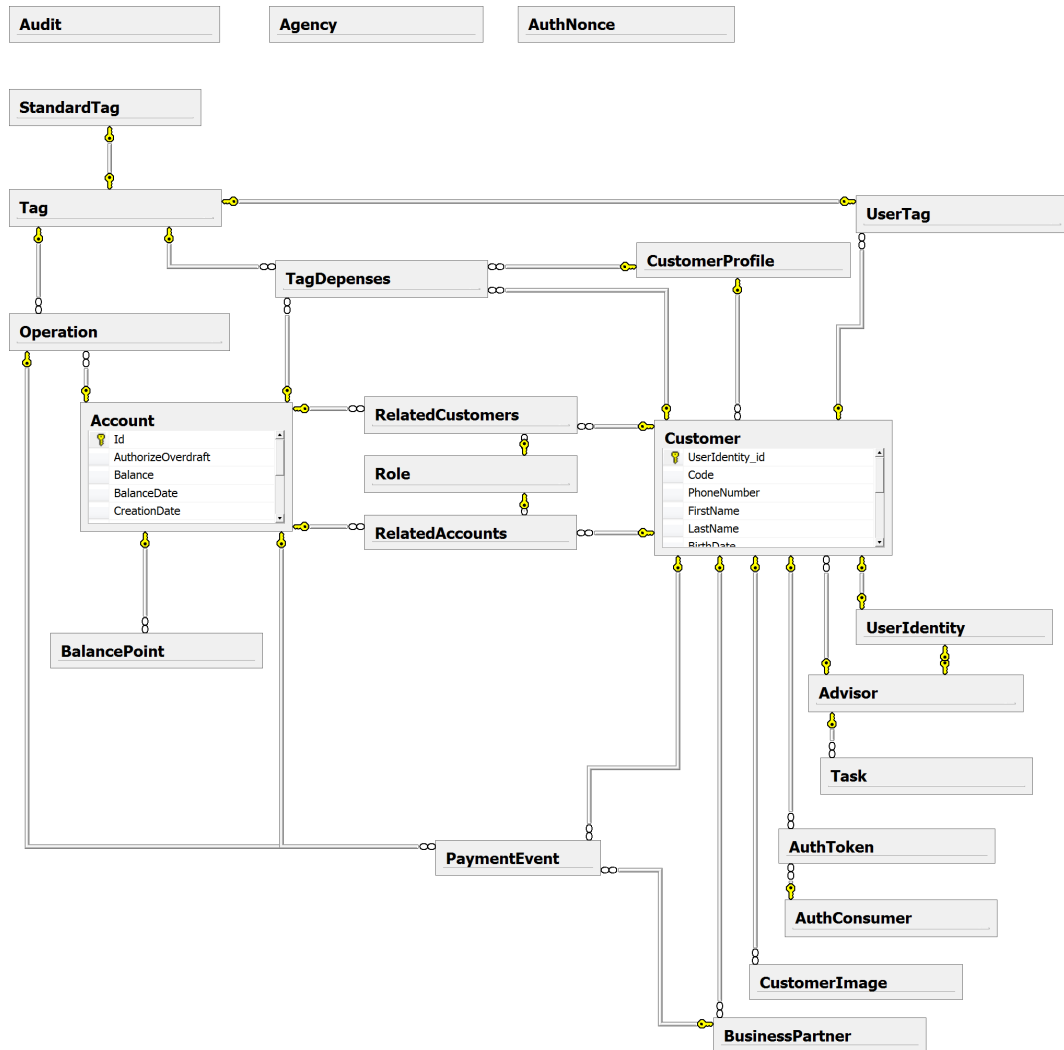 Audit
Agency
AuthNonce
StandardTag
Tag
UserTag
CustomerProfile
TagDepenses
Operation
RelatedCustomers
Account
Id
AuthorizeOverdraft
Balance
BalanceDate
CreationDate
Customer
UserIdentity_id
Code
PhoneNumber
FirstName
LastName
BirthDate
Role
RelatedAccounts
BalancePoint
UserIdentity
Advisor
Task
AuthToken
PaymentEvent
AuthConsumer
CustomerImage
BusinessPartner